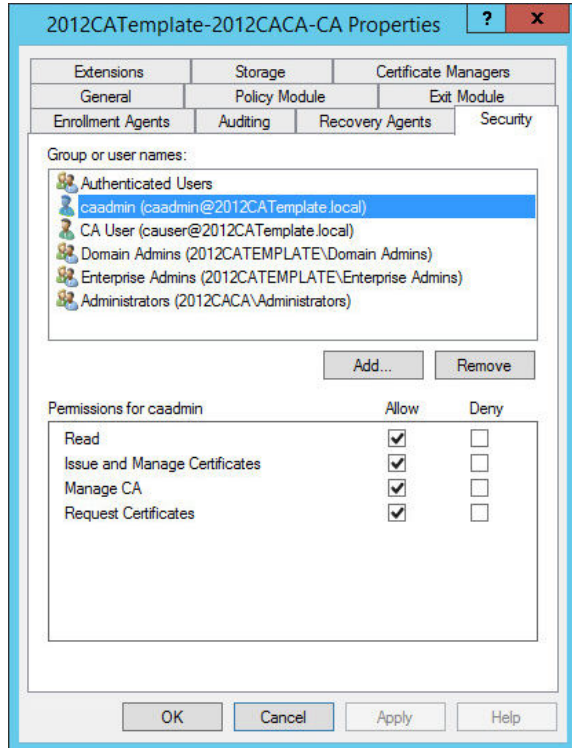 2012CATemplate-2012CACA-CA Properties ? x
Extensions Storage Certificate Managers
General Policy Module Exit Module
Enrollment Agents Auditing Recovery Agents Security
Group or user names:
Authenticated Users
caadmin (caadmin@2012CATemplate.local)
CA User (causer@2012CATemplate.local)
Domain Admins (2012CATEMPLATE\Domain Admins)
Enterprise Admins (2012CATEMPLATE\Enterprise Admins)
Administrators (2012CACA\Administrators)
Add... Remove
Permissions for caadmin Allow Deny
Read
Issue and Manage Certificates
Manage CA
Request Certificates
OK Cancel Apply Help